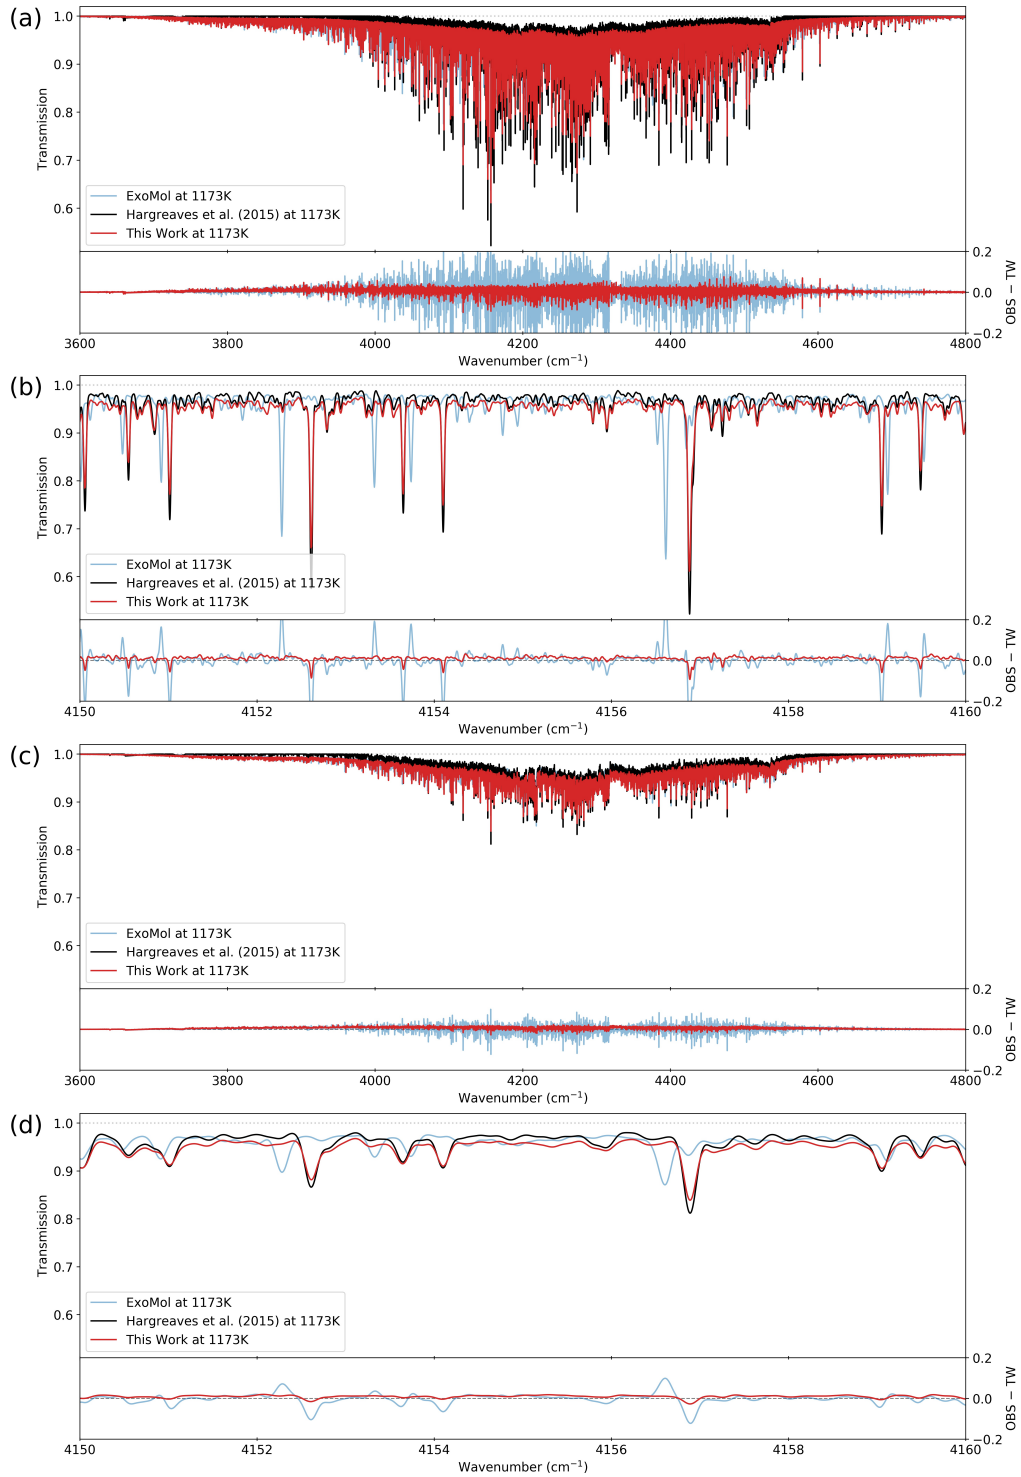 (a)
1.0
0.9
0.8
0.7
0.6
Transmission
ExoMol at 1173K
Hargreaves et al. (2015) at 1173K
This Work at 1173K
0.2
0.0
−0.2
OBS − TW
3600 3800 4000 4200 4400 4600 4800
Wavenumber (cm⁻¹)
(b)
1.0
0.9
0.8
0.7
0.6
Transmission
ExoMol at 1173K
Hargreaves et al. (2015) at 1173K
This Work at 1173K
0.2
0.0
−0.2
OBS − TW
4150 4152 4154 4156 4158 4160
Wavenumber (cm⁻¹)
(c)
1.0
0.9
0.8
0.7
0.6
Transmission
ExoMol at 1173K
Hargreaves et al. (2015) at 1173K
This Work at 1173K
0.2
0.0
−0.2
OBS − TW
3600 3800 4000 4200 4400 4600 4800
Wavenumber (cm⁻¹)
(d)
1.0
0.9
0.8
0.7
0.6
Transmission
ExoMol at 1173K
Hargreaves et al. (2015) at 1173K
This Work at 1173K
0.2
0.0
−0.2
OBS − TW
4150 4152 4154 4156 4158 4160
Wavenumber (cm⁻¹)